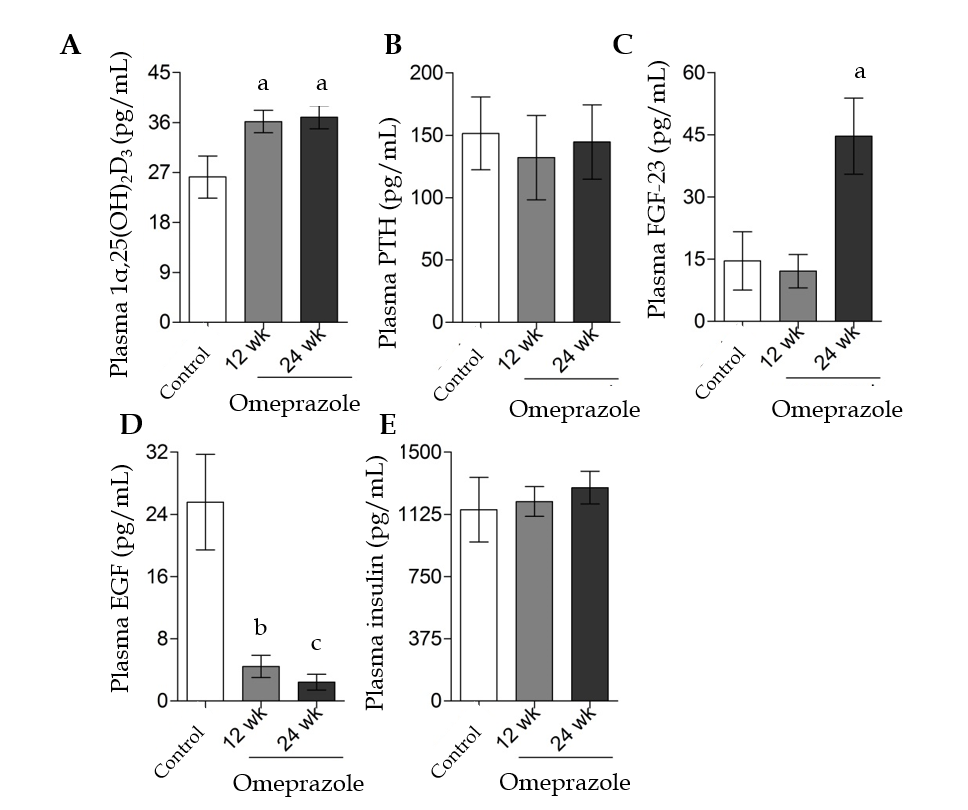 A
Plasma 1α,25(OH)₂D₃ (pg/mL)
45
36
27
18
9
0
a
a
Control
12 wk
24 wk
Omeprazole
B
Plasma PTH (pg/mL)
200
150
100
50
0
Control
12 wk
24 wk
Omeprazole
C
Plasma FGF-23 (pg/mL)
60
45
30
15
0
a
Control
12 wk
24 wk
Omeprazole
D
Plasma EGF (pg/mL)
32
24
16
8
0
b
c
Control
12 wk
24 wk
Omeprazole
E
Plasma insulin (pg/mL)
1500
1125
750
375
0
Control
12 wk
24 wk
Omeprazole